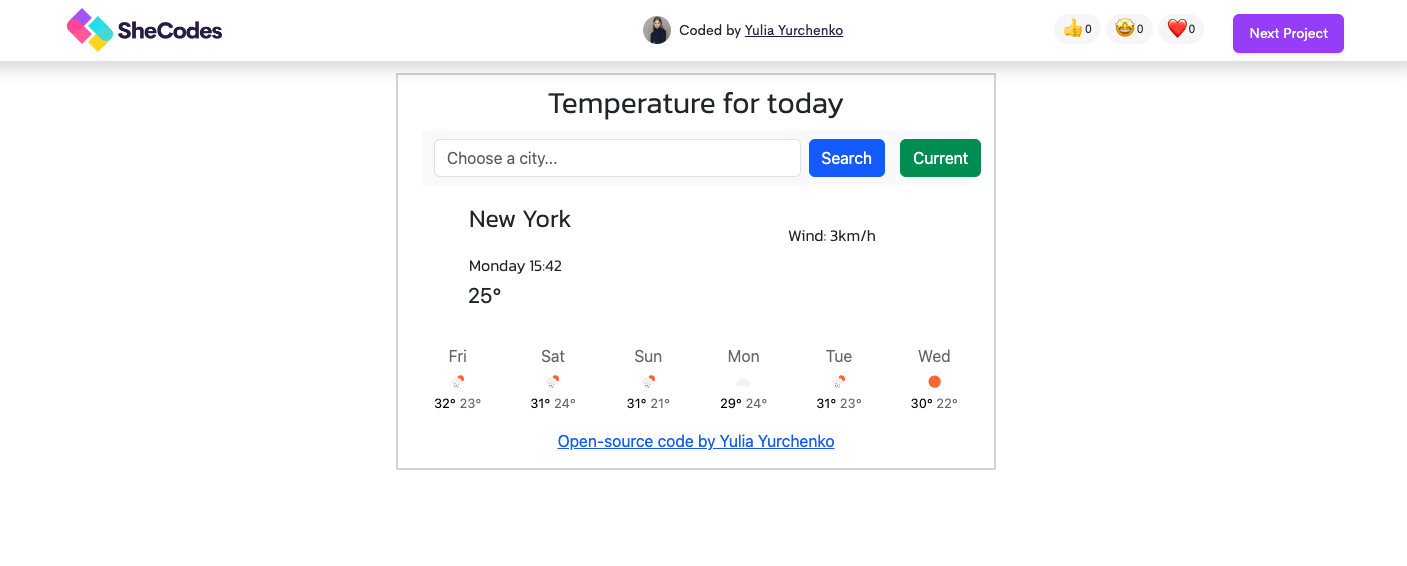 SheCodes
Coded by Yulia Yurchenko
0
0
0
Next Project
Temperature for today
Choose a city...
Search
Current
New York
Wind: 3km/h
Monday 15:42
25°
Fri Sat Sun Mon Tue Wed
32° 23° 31° 24° 31° 21° 29° 24° 31° 23° 30° 22°
Open-source code by Yulia Yurchenko